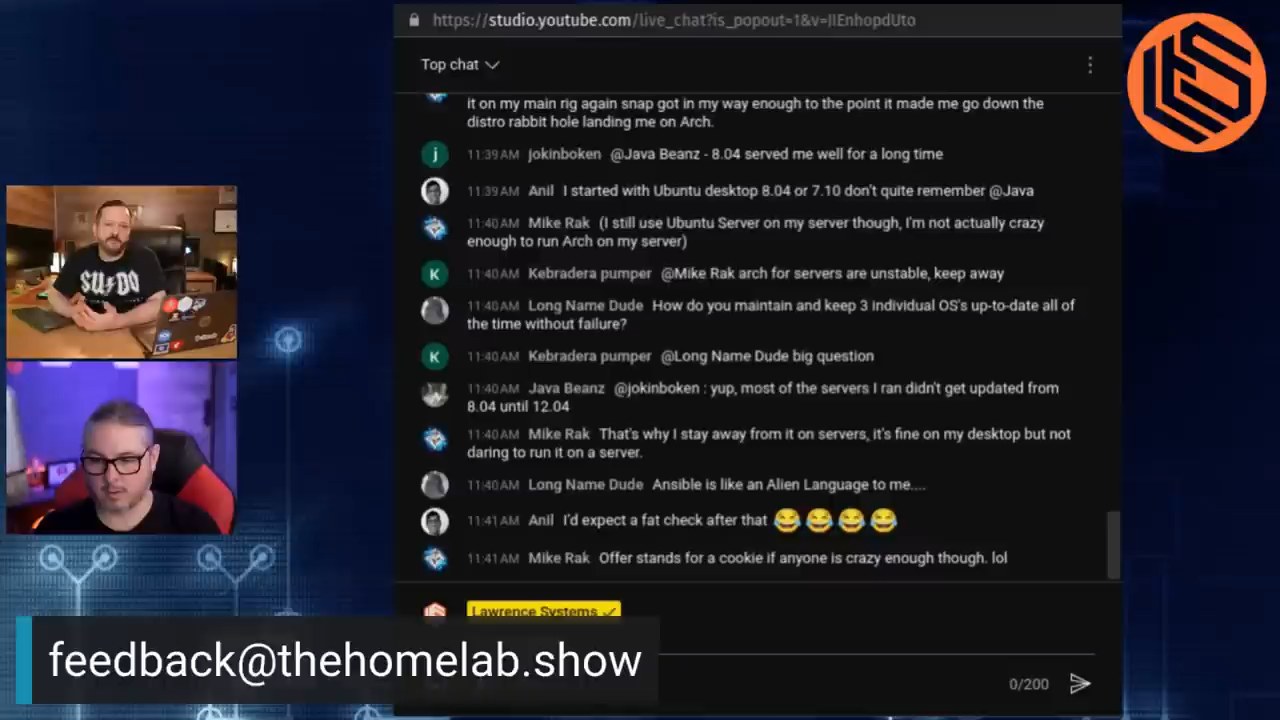 https://studio.youtube.com/live_chat?is_popout=1&v=JIEnhopdUto
Top chat
it on my main rig again snap got in my way enough to the point it made me go down the
distro rabbit hole landing me on Arch.
j 11:39 AM jokinboken @Java Beanz - 8.04 served me well for a long time
11:39 AM Anil I started with Ubuntu desktop 8.04 or 7.10 don't quite remember @Java
11:40 AM Mike Rak (I still use Ubuntu Server on my server though, I'm not actually crazy
enough to run Arch on my server)
K 11:40 AM Kebradera pumper @Mike Rak arch for servers are unstable, keep away
11:40 AM Long Name Dude How do you maintain and keep 3 individual OS's up-to-date all of
the time without failure?
K 11:40 AM Kebradera pumper @Long Name Dude big question
11:40 AM Java Beanz @jokinboken : yup, most of the servers I ran didn't get updated from
8.04 until 12.04
11:40 AM Mike Rak That's why I stay away from it on servers, it's fine on my desktop but not
daring to run it on a server.
11:40 AM Long Name Dude Ansible is like an Alien Language to me....
11:41 AM Anil I'd expect a fat check after that 😂😂😂😂
11:41 AM Mike Rak Offer stands for a cookie if anyone is crazy enough though. lol
Lawrence Systems
0/200
SUDO
feedback@thehomelab.show